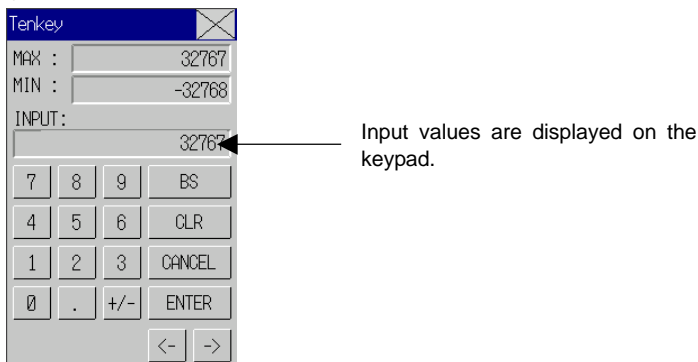 Tenkey
MAX : 32767
MIN : -32768
INPUT:
32767
Input values are displayed on the
keypad.
7 8 9 BS
4 5 6 CLR
1 2 3 CANCEL
0 . +/- ENTER
<- ->